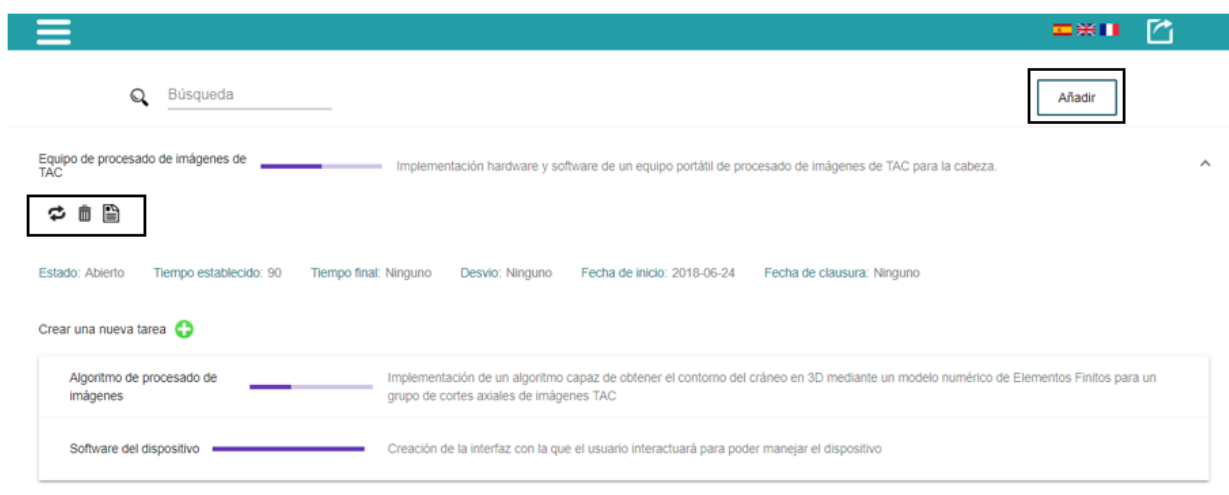 Búsqueda
Añadir
Equipo de procesado de imágenes de
TAC
Implementación hardware y software de un equipo portátil de procesado de imágenes de TAC para la cabeza.
Estado: Abierto Tiempo establecido: 90 Tiempo final: Ninguno Desvio: Ninguno Fecha de inicio: 2018-06-24 Fecha de clausura: Ninguno
Crear una nueva tarea
Algoritmo de procesado de
imágenes
Implementación de un algoritmo capaz de obtener el contorno del cráneo en 3D mediante un modelo numérico de Elementos Finitos para un
grupo de cortes axiales de imágenes TAC
Software del dispositivo
Creación de la interfaz con la que el usuario interactuará para poder manejar el dispositivo